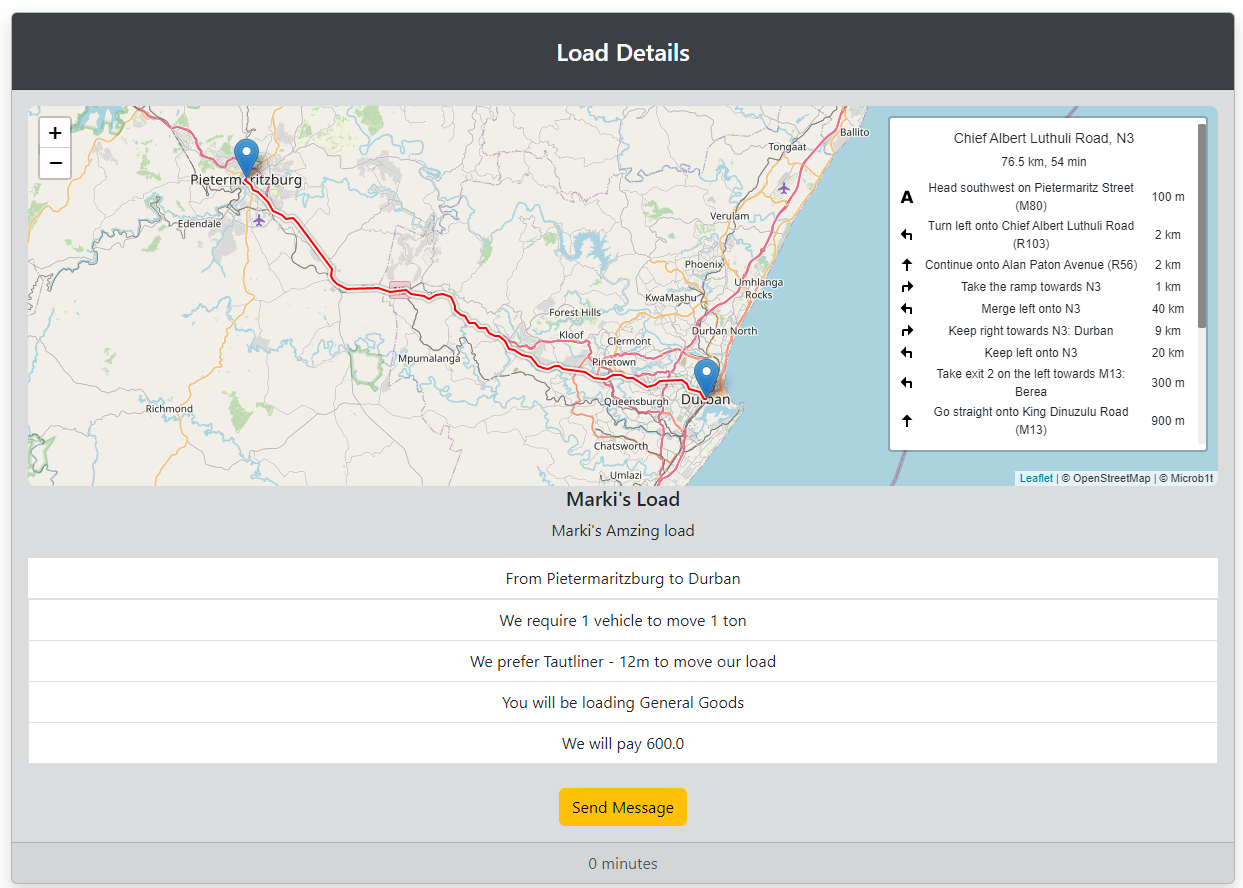 Load Details
+
−
Pietermaritzburg
Edendale
Richmond
Mpumalanga
Forest Hills
Kloof
Clermont
Pinetown
Queensburgh
Chatsworth
Umlazi
Durban
Durban North
KwaMashu
Umhlanga
Rocks
Phoenix
Verulam
Tongaat
Ballito
Chief Albert Luthuli Road, N3
76.5 km, 54 min
A Head southwest on Pietermaritz Street 100 m
(M80)
Turn left onto Chief Albert Luthuli Road 2 km
(R103)
Continue onto Alan Paton Avenue (R56) 2 km
Take the ramp towards N3 1 km
Merge left onto N3 40 km
Keep right towards N3: Durban 9 km
Keep left onto N3 20 km
Take exit 2 on the left towards M13: 300 m
Berea
Go straight onto King Dinuzulu Road 900 m
(M13)
Leaflet | © OpenStreetMap | © Microb1t
Marki's Load
Marki's Amzing load
From Pietermaritzburg to Durban
We require 1 vehicle to move 1 ton
We prefer Tautliner - 12m to move our load
You will be loading General Goods
We will pay 600.0
Send Message
0 minutes